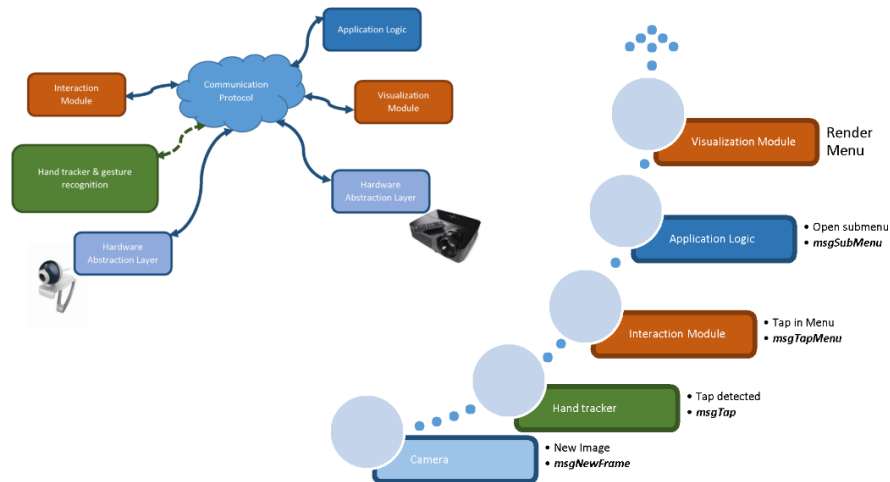 Application Logic
Communication
Protocol
Interaction
Module
Visualization
Module
Hand tracker & gesture
recognition
Hardware
Abstraction Layer
Hardware
Abstraction Layer
Visualization Module
Render
Menu
Application Logic
• Open submenu
• msgSubMenu
Interaction Module
• Tap in Menu
• msgTapMenu
Hand tracker
• Tap detected
• msgTap
Camera
• New Image
• msgNewFrame